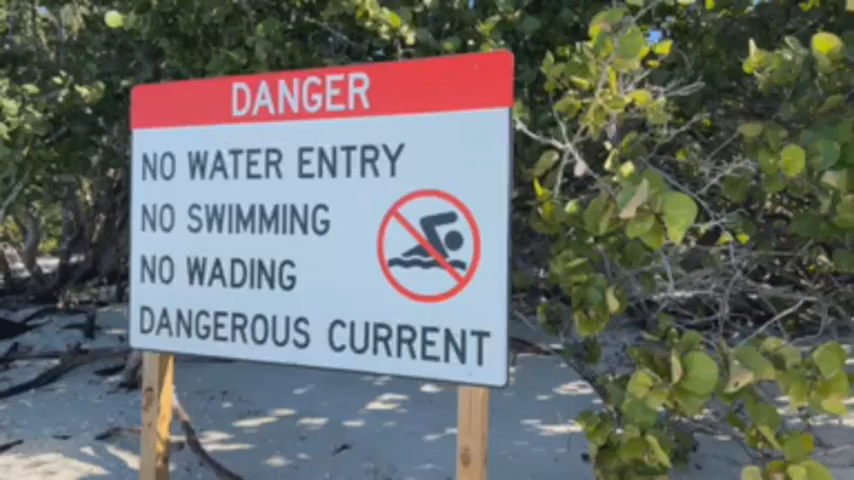 DANGER
NO WATER ENTRY
NO SWIMMING
NO WADING
DANGEROUS CURRENT